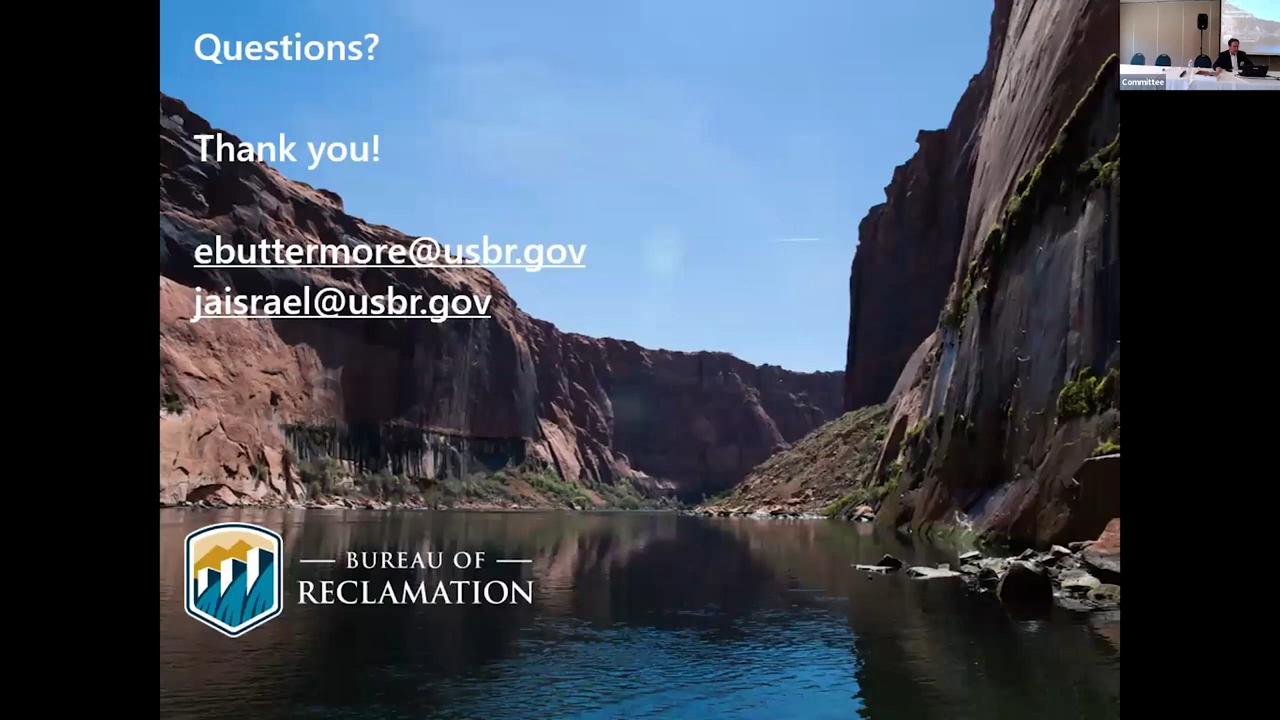 Questions?
Thank you!
ebuttermore@usbr.gov
jaisrael@usbr.gov
BUREAU OF
RECLAMATION
Committee